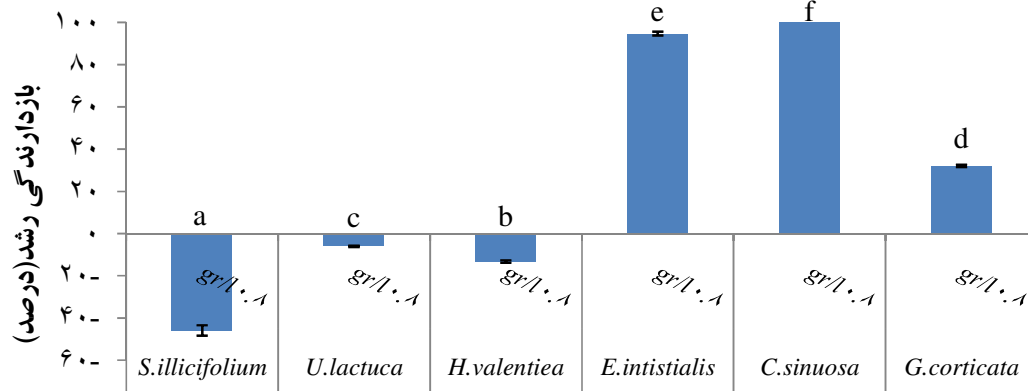 بازدارندگی رشد(درصد)
۱۰۰
۸۰
۶۰
۴۰
۲۰
۰
۲۰-
۴۰-
۶۰-
a c b e f d
gr/l۰.۸ gr/l۰.۸ gr/l۰.۸ gr/l۰.۸ gr/l۰.۸ gr/l۰.۸
S.illicifolium U.lactuca H.valentiea E.intistialis C.sinuosa G.corticata